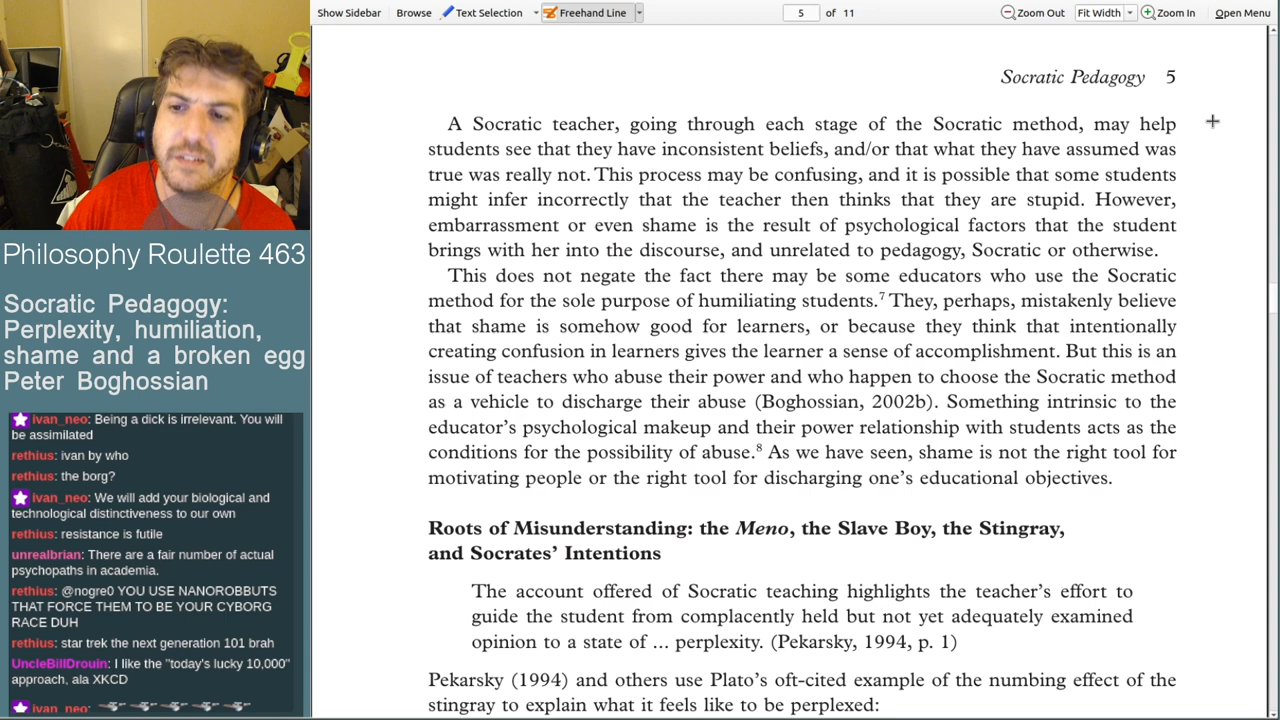 Show Sidebar Browse Text Selection Freehand Line 5 of 11 Zoom Out Fit Width Zoom In Open Menu
Socratic Pedagogy 5
A Socratic teacher, going through each stage of the Socratic method, may help
students see that they have inconsistent beliefs, and/or that what they have assumed was
true was really not. This process may be confusing, and it is possible that some students
might infer incorrectly that the teacher then thinks that they are stupid. However,
embarrassment or even shame is the result of psychological factors that the student
brings with her into the discourse, and unrelated to pedagogy, Socratic or otherwise.
This does not negate the fact there may be some educators who use the Socratic
method for the sole purpose of humiliating students.7 They, perhaps, mistakenly believe
that shame is somehow good for learners, or because they think that intentionally
creating confusion in learners gives the learner a sense of accomplishment. But this is an
issue of teachers who abuse their power and who happen to choose the Socratic method
as a vehicle to discharge their abuse (Boghossian, 2002b). Something intrinsic to the
educator's psychological makeup and their power relationship with students acts as the
conditions for the possibility of abuse.8 As we have seen, shame is not the right tool for
motivating people or the right tool for discharging one's educational objectives.
Roots of Misunderstanding: the Meno, the Slave Boy, the Stingray,
and Socrates' Intentions
The account offered of Socratic teaching highlights the teacher's effort to
guide the student from complacently held but not yet adequately examined
opinion to a state of ... perplexity. (Pekarsky, 1994, p. 1)
Pekarsky (1994) and others use Plato's oft-cited example of the numbing effect of the
stingray to explain what it feels like to be perplexed:
Philosophy Roulette 463
Socratic Pedagogy:
Perplexity, humiliation,
shame and a broken egg
Peter Boghossian
ivan_neo: Being a dick is irrelevant. You will
be assimilated
rethius: ivan by who
rethius: the borg?
ivan_neo: We will add your biological and
technological distinctiveness to our own
rethius: resistance is futile
unrealbrian: There are a fair number of actual
psychopaths in academia.
rethius: @nogre0 YOU USE NANOROBBUTS
THAT FORCE THEM TO BE YOUR CYBORG
RACE DUH
rethius: star trek the next generation 101 brah
UncleBillDrouin: I like the "today's lucky 10,000"
approach, ala XKCD
ivan_neo: